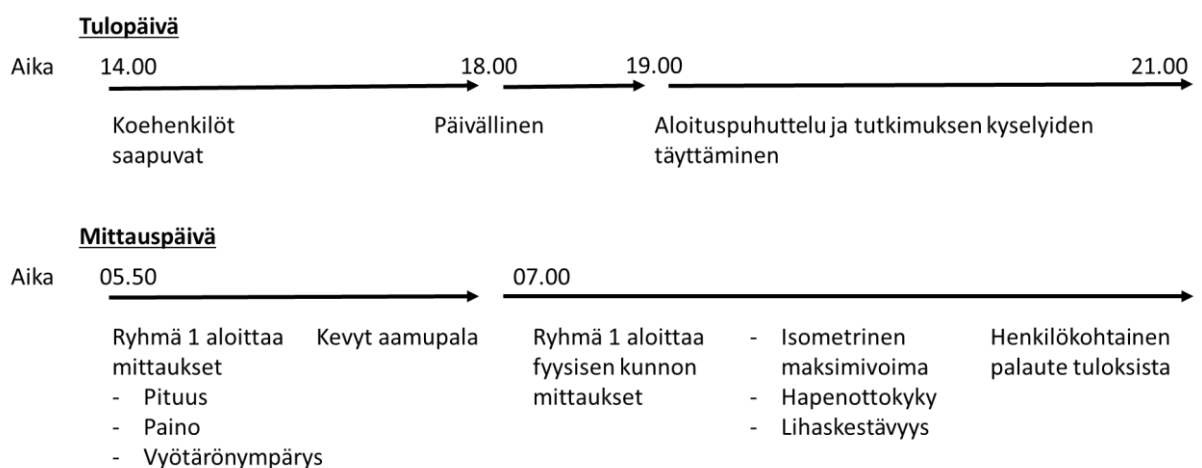 Tulopäivä
Aika 14.00 18.00 19.00 21.00
Koehenkilöt saapuvat
Päivällinen
Aloituspuhuttelu ja tutkimuksen kyselyiden täyttäminen
Mittauspäivä
Aika 05.50 07.00
Ryhmä 1 aloittaa
mittaukset
- Pituus
- Paino
- Vyötärönympärys
Kevyt aamupala
Ryhmä 1 aloittaa
fyysisen kunnon
mittaukset
- Isometrinen
maksimivoima
- Hapenottokyky
- Lihaskestävyys
Henkilökohtainen
palaute tuloksista